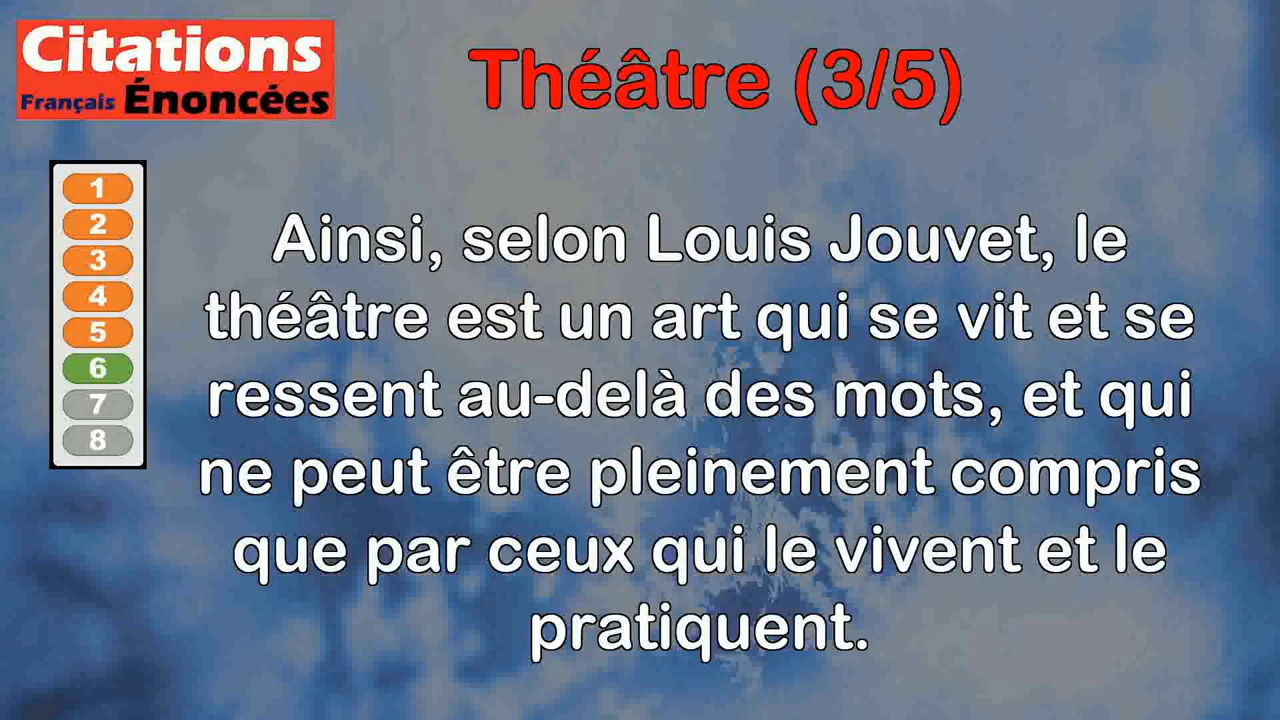 Citations
Français Énoncées
Théâtre (3/5)
1
2
3
4
5
6
7
8
Ainsi, selon Louis Jouvet, le
théâtre est un art qui se vit et se
ressent au-delà des mots, et qui
ne peut être pleinement compris
que par ceux qui le vivent et le
pratiquent.